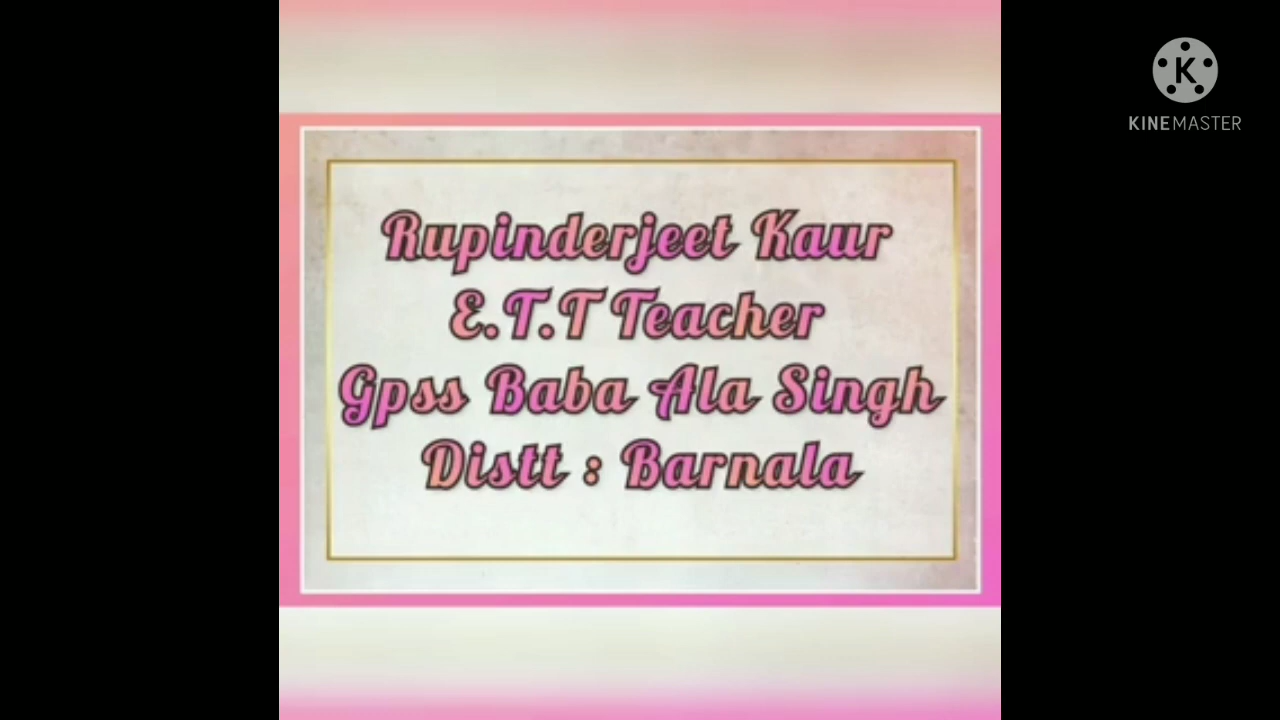 Rupinderjeet Kaur
E.T.T Teacher
Gpss Baba Ala Singh
Distt : Barnala
K
KINEMASTER